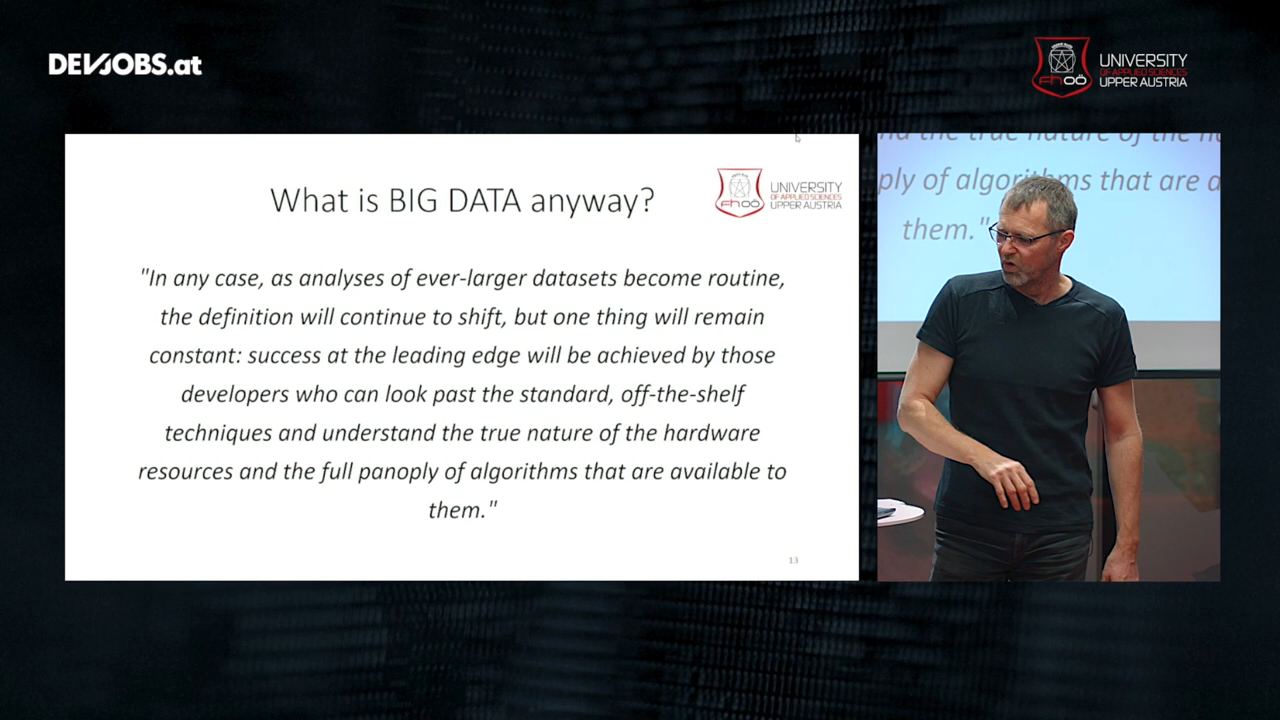 DEVJOBS.at
fhoö
UNIVERSITY
OF APPLIED SCIENCES
UPPER AUSTRIA
What is BIG DATA anyway?
fhoö
UNIVERSITY
OF APPLIED SCIENCES
UPPER AUSTRIA
"In any case, as analyses of ever-larger datasets become routine,
the definition will continue to shift, but one thing will remain
constant: success at the leading edge will be achieved by those
developers who can look past the standard, off-the-shelf
techniques and understand the true nature of the hardware
resources and the full panoply of algorithms that are available to
them."
13
the true nature of the
ply of algorithms that are a
them."